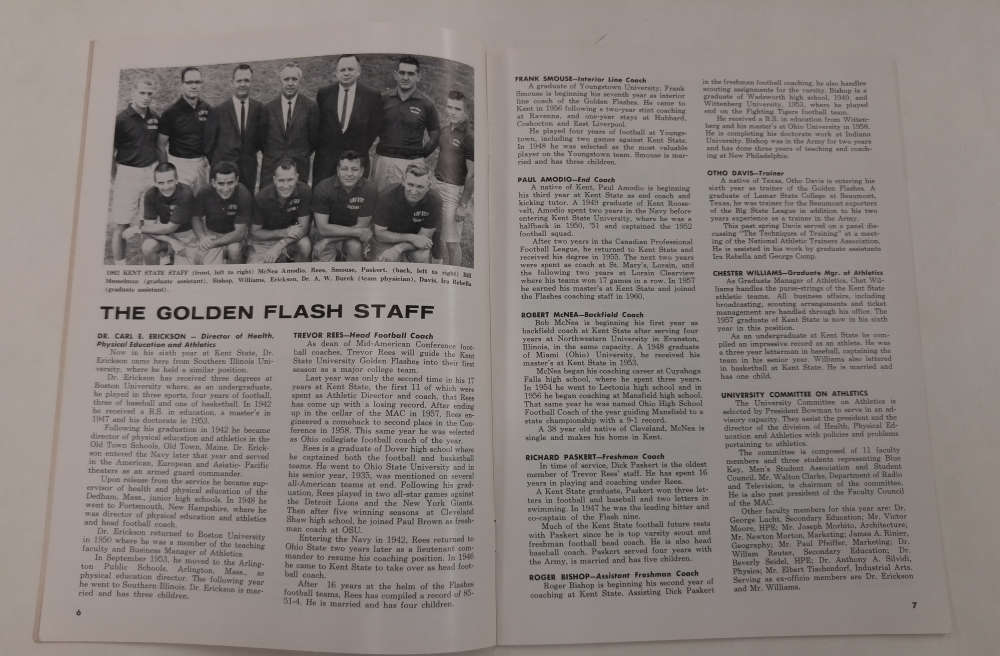 1962 KENT STATE STAFF (front, left to right) McNea Amodio, Rees, Smouse, Paskert. (back, left to right) Bill
Musselman (graduate assistant), Bishop, Williams, Erickson, Dr. A. W. Burek (team physician), Davis, Ira Rebella
(graduate assistant).
THE GOLDEN FLASH STAFF
DR. CARL E. ERICKSON — Director of Health,
Physical Education and Athletics
Now in his sixth year at Kent State, Dr.
Erickson came here from Southern Illinois Uni-
versity, where he held a similar position.
Dr. Erickson has received three degrees at
Boston University where, as an undergraduate,
he played in three sports, four years of football,
three of baseball and one of basketball. In 1942
he received a B.S. in education, a master's in
1947 and his doctorate in 1953.
Following his graduation in 1942 he became
director of physical education and athletics in the
Old Town Schools, Old Town, Maine. Dr. Erick-
son entered the Navy later that year and served
in the American, European and Asiatic- Pacific
theaters as an armed guard commander.
Upon release from the service he became sup-
ervisor of health and physical education of the
Dedham, Mass., junior high schools. In 1948 he
went to Portsmouth, New Hampshire, where he
was director of physical education and athletics
and head football coach.
Dr. Erickson returned to Boston University
in 1950 where he was a member of the teaching
faculty and Business Manager of Athletics.
In September 1953, he moved to the Arling-
ton Public Schools, Arlington, Mass., as
physical education director. The following year
he went to Southern Illinois. Dr. Erickson is mar-
ried and has three children.
6
TREVOR REES—Head Football Coach
As dean of Mid-American Conference foot-
ball coaches, Trevor Rees will guide the Kent
State University Golden Flashes into their first
season as a major college team.
Last year was only the second time in his 17
years at Kent State, the first 11 of which were
spent as Athletic Director and coach, that Rees
has come-up with a losing record. After ending
up in the cellar of the MAC in 1957, Rees en-
gineered a comeback to second place in the Con-
ference in 1958. This same year he was selected
as Ohio collegiate football coach of the year.
Rees is a graduate of Dover high school where
he captained both the football and basketball
teams. He went to Ohio State University and in
his senior year, 1935, was mentioned on several
all-American teams at end. Following his grad-
uation, Rees played in two all-star games against
the Detroit Lions and the New York Giants.
Then after five winning seasons at Cleveland
Shaw high school, he joined Paul Brown as fresh-
man coach at OSU.
Entering the Navy in 1942, Rees returned to
Ohio State two years later as a lieutenant com-
mander to resume his coaching position. In 1946
he came to Kent State to take over as head foot-
ball coach.
After 16 years at the helm of the Flashes
football teams, Rees has compiled a record of 85-
51-4. He is married and has four children.
FRANK SMOUSE—Interior Line Coach
A graduate of Youngstown University, Frank
Smouse is beginning his seventh year as interior
line coach of the Golden Flashes. He came to
Kent in 1956 following a two-year stint coaching
at Ravenna, and one-year stays at Hubbard,
Coshocton and East Liverpool.
He played four years of football at Youngs-
town, including two games against Kent State.
In 1948 he was selected as the most valuable
player on the Youngstown team. Smouse is mar-
ried and has three children.
PAUL AMODIO—End Coach
A native of Kent, Paul Amodio is beginning
his third year at Kent State as end coach and
kicking tutor. A 1949 graduate of Kent Roose-
velt, Amodio spent two years in the Navy before
entering Kent State University, where he was a
halfback in 1950, '51 and captained the 1952
football squad.
After two years in the Canadian Professional
Football League, he returned to Kent State and
received his degree in 1955. The next two years
were spent as coach at St. Mary's, Lorain, and
the following two years at Lorain Clearview
where his teams won 17 games in a row. In 1957
he earned his master's at Kent State and joined
the Flashes coaching staff in 1960.
ROBERT McNEA—Backfield Coach
Bob McNea is beginning his first year as
backfield coach at Kent State after serving four
years at Northwestern University in Evanston,
Illinois, in the same capacity. A 1948 graduate
of Miami (Ohio) University, he received his
master's at Kent State in 1953.
McNea began his coaching career at Cuyahoga
Falls high school, where he spent three years.
In 1954 he went to Leetonia high school and in
1956 he began coaching at Mansfield high school.
That same year he was named Ohio High School
Football Coach of the year guiding Mansfield to a
state championship with a 9-1 record.
A 38 year old native of Cleveland, McNea is
single and makes his home in Kent.
RICHARD PASKERT—Freshman Coach
In time of service, Dick Paskert is the oldest
member of Trevor Rees' staff. He has spent 16
years in playing and coaching under Rees.
A Kent State graduate, Paskert won three let-
ters in football and baseball and two letters in
swimming. In 1947 he was the leading hitter and
co-captain of the Flash nine.
Much of the Kent State football future rests
with Paskert since he is top varsity scout and
freshman football head coach. He is also head
baseball coach. Paskert served four years with
the Army, is married and has five children.
ROGER BISHOP—Assistant Freshman Coach
Roger Bishop is beginning his second year of
coaching at Kent State. Assisting Dick Paskert
in the freshman football coaching, he also handles
scouting assignments for the varsity. Bishop is a
graduate of Wadsworth high school, 1949, and
Wittenberg University, 1953, where he played
end on the Fighting Tigers football team.
He received a B.S. in education from Witten-
berg and his master's at Ohio University in 1958.
He is completing his doctorate work at Indiana
University. Bishop was in the Army for two years
and has done three years of teaching and coach-
ing at New Philadelphia.
OTHO DAVIS—Trainer
A native of Texas, Otho Davis is entering his
sixth year as trainer of the Golden Flashes. A
graduate of Lamar State College at Beaumont,
Texas, he was trainer for the Beaumont exporters
of the Big State League in addition to his two
years experience as a trainer in the Army.
This past spring Davis served on a panel dis-
cussing "The Techniques of Training" at a meet-
ing of the National Athletic Trainers Association.
He is assisted in his work by graduate assistants
Ira Rebella and George Comp.
CHESTER WILLIAMS—Graduate Mgr. of Athletics
As Graduate Manager of Athletics, Chet Wil-
liams handles the purse-strings of the Kent State
athletic teams. All business affairs, including
broadcasting, scouting arrangements and ticket
management are handled through his office. The
1957 graduate of Kent State is now in his sixth
year in this position.
As an undergraduate at Kent State he com-
piled an impressive record as an athlete. He was
a three year letterman in baseball, captaining the
team in his senior year. Williams also lettered
in basketball at Kent State. He is married and
has one child.
UNIVERSITY COMMITTEE ON ATHLETICS
The University Committee on Athletics is
selected by President Bowman to serve in an ad-
visory capacity. They assist the president and the
director of the division of Health, Physical Ed-
ucation and Athletics with policies and problems
pertaining to athletics.
The committee is composed of 11 faculty
members and three students representing Blue
Key, Men's Student Association and Student
Council. Mr. Walton Clarke, Department of Radio
and Television, is chairman of the committee.
He is also past president of the Faculty Council
of the MAC.
Other faculty members for this year are: Dr.
George Lucht, Secondary Education; Mr. Victor
Moore, HPE; Mr. Joseph Morbito, Architecture;
Mr. Newton Morton, Marketing; James A. Rinier,
Geography; Mr. Paul Pfeiffer, Marketing; Dr.
William Reuter, Secondary Education; Dr.
Beverly Seidel, HPE; Dr. Anthony A. Silvidi,
Physics; Mr. Elbert Tischendorf, Industrial Arts.
Serving as ex-officio members are Dr. Erickson
and Mr. Williams.
7